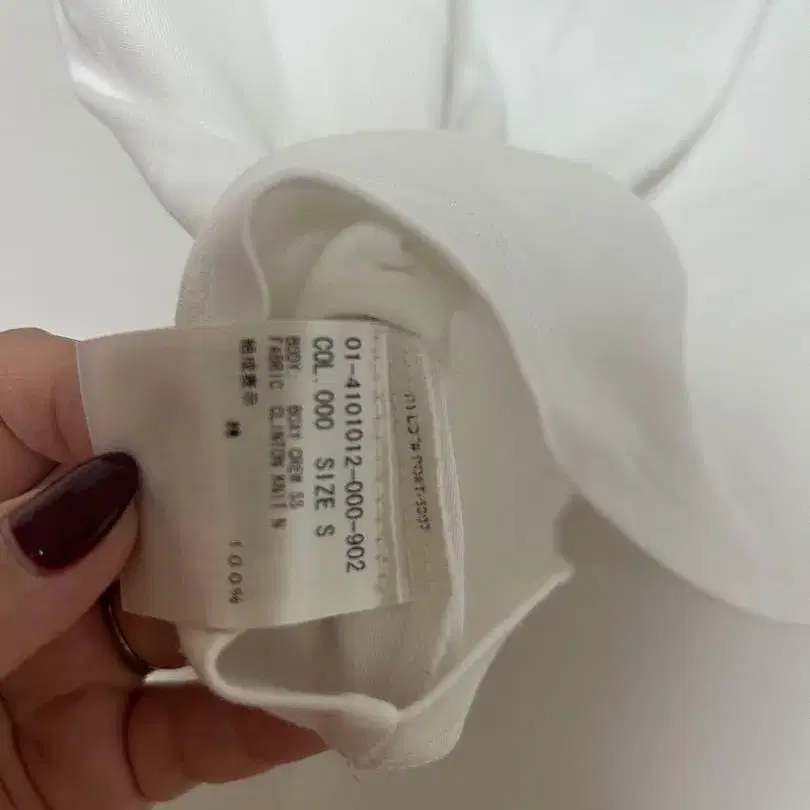 01-4101012-000-902
COL. 000 SIZE S
BODY: BOAT CREW SS
FABRIC CLINTON KNIT N
組成表示
綿 100%